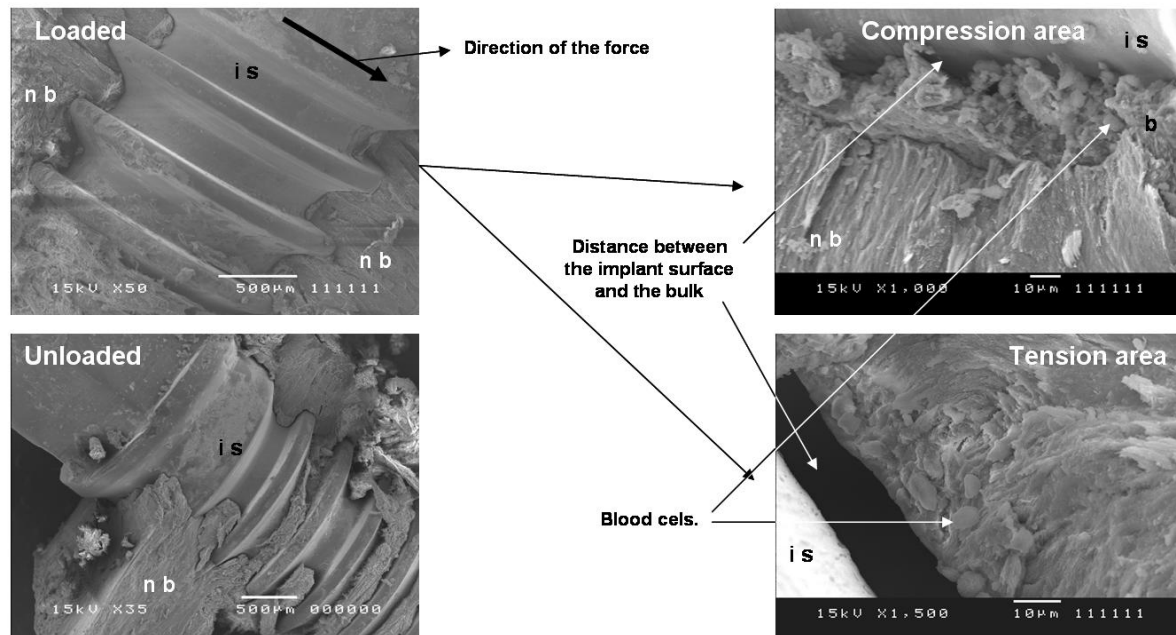 Loaded
Direction of the force
i s
n b
n b
15kV X50 500µm 111111
Compression area
i s
b
n b
15kV X1,000 10µm 111111
Distance between
the implant surface
and the bulk
Unloaded
i s
n b
15kV X35 500µm 000000
Tension area
Blood cels.
i s
15kV X1,500 10µm 111111